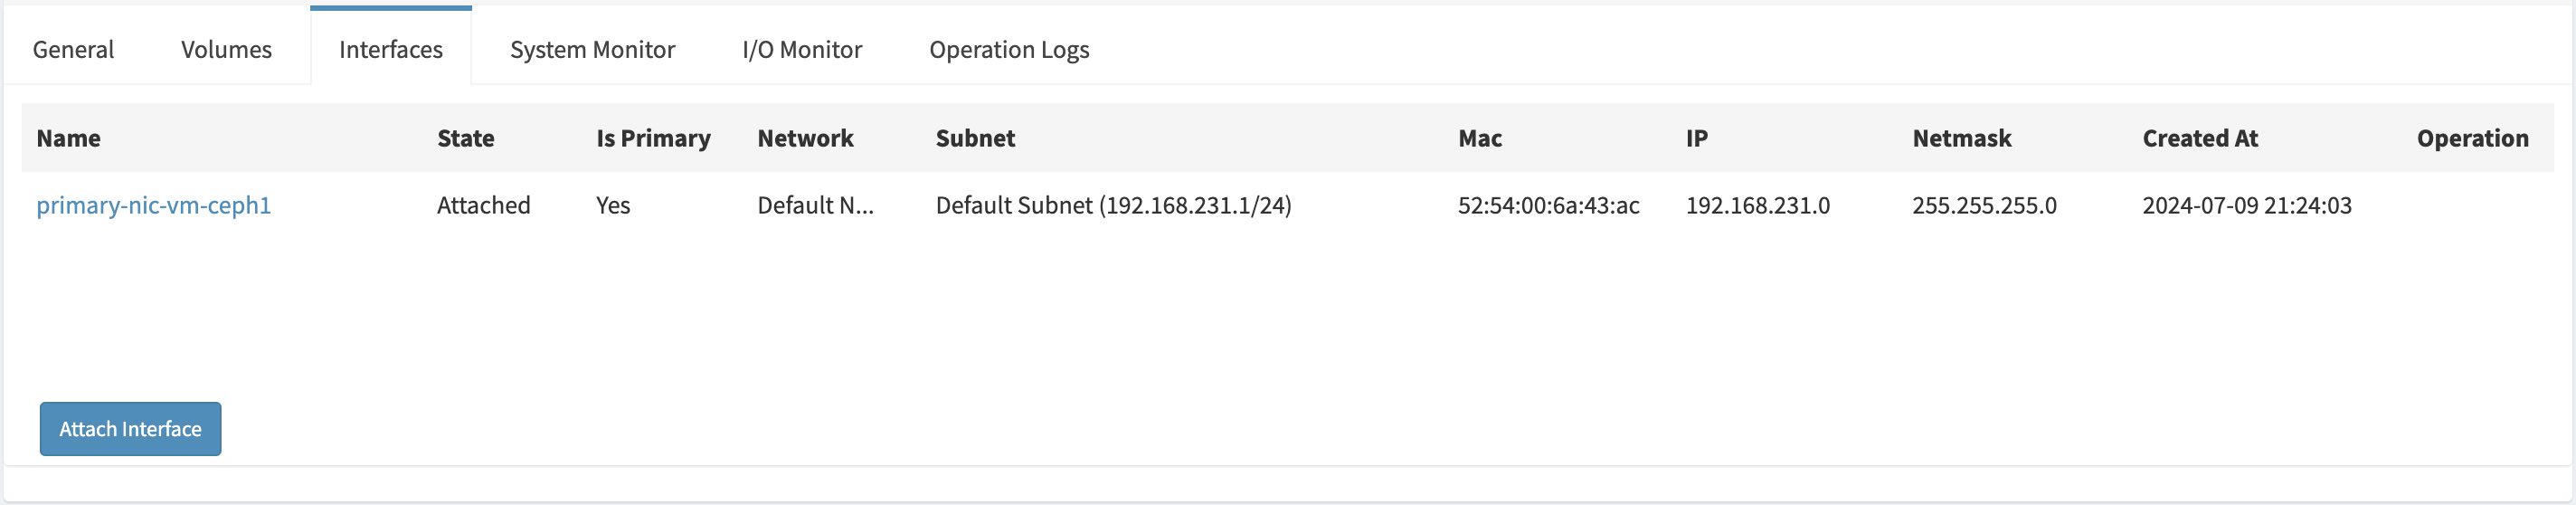 General Volumes Interfaces System Monitor I/O Monitor Operation Logs
Name State Is Primary Network Subnet Mac IP Netmask Created At Operation
primary-nic-vm-ceph1 Attached Yes Default N... Default Subnet (192.168.231.1/24) 52:54:00:6a:43:ac 192.168.231.0 255.255.255.0 2024-07-09 21:24:03
Attach Interface